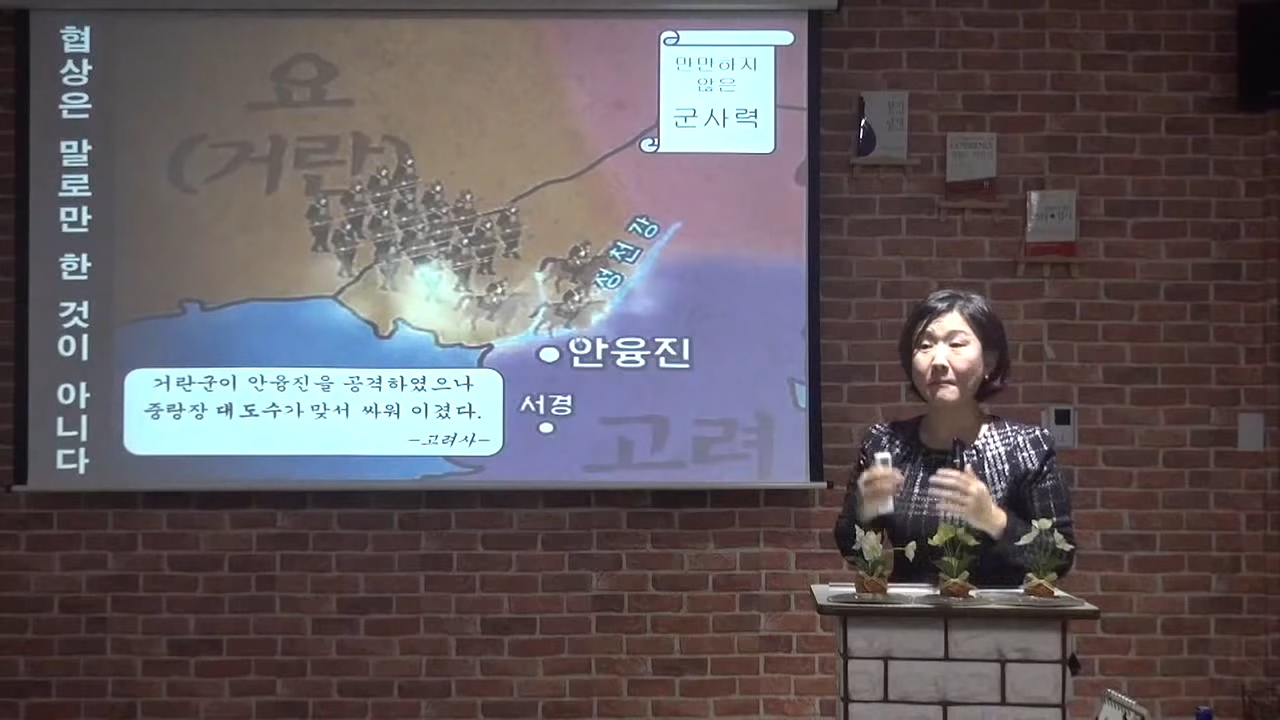 협상은 말로만 한 것이 아니다
요
(거란)
만만하지
않은
군사력
청천강
안융진
서경
고려
거란군이 안융진을 공격하였으나
중랑장 대도수가 맞서 싸워 이겼다.
-고려사-